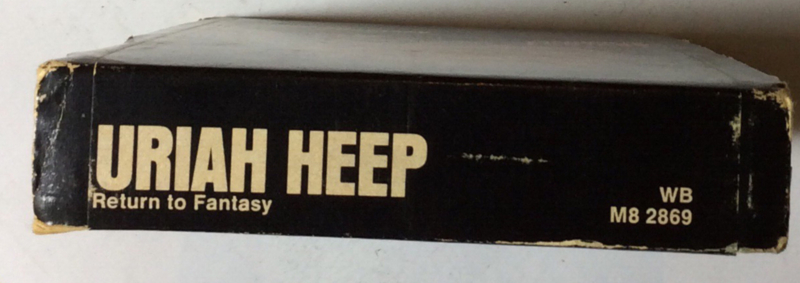 URIAH HEEP
Return to Fantasy
WB
M8 2869